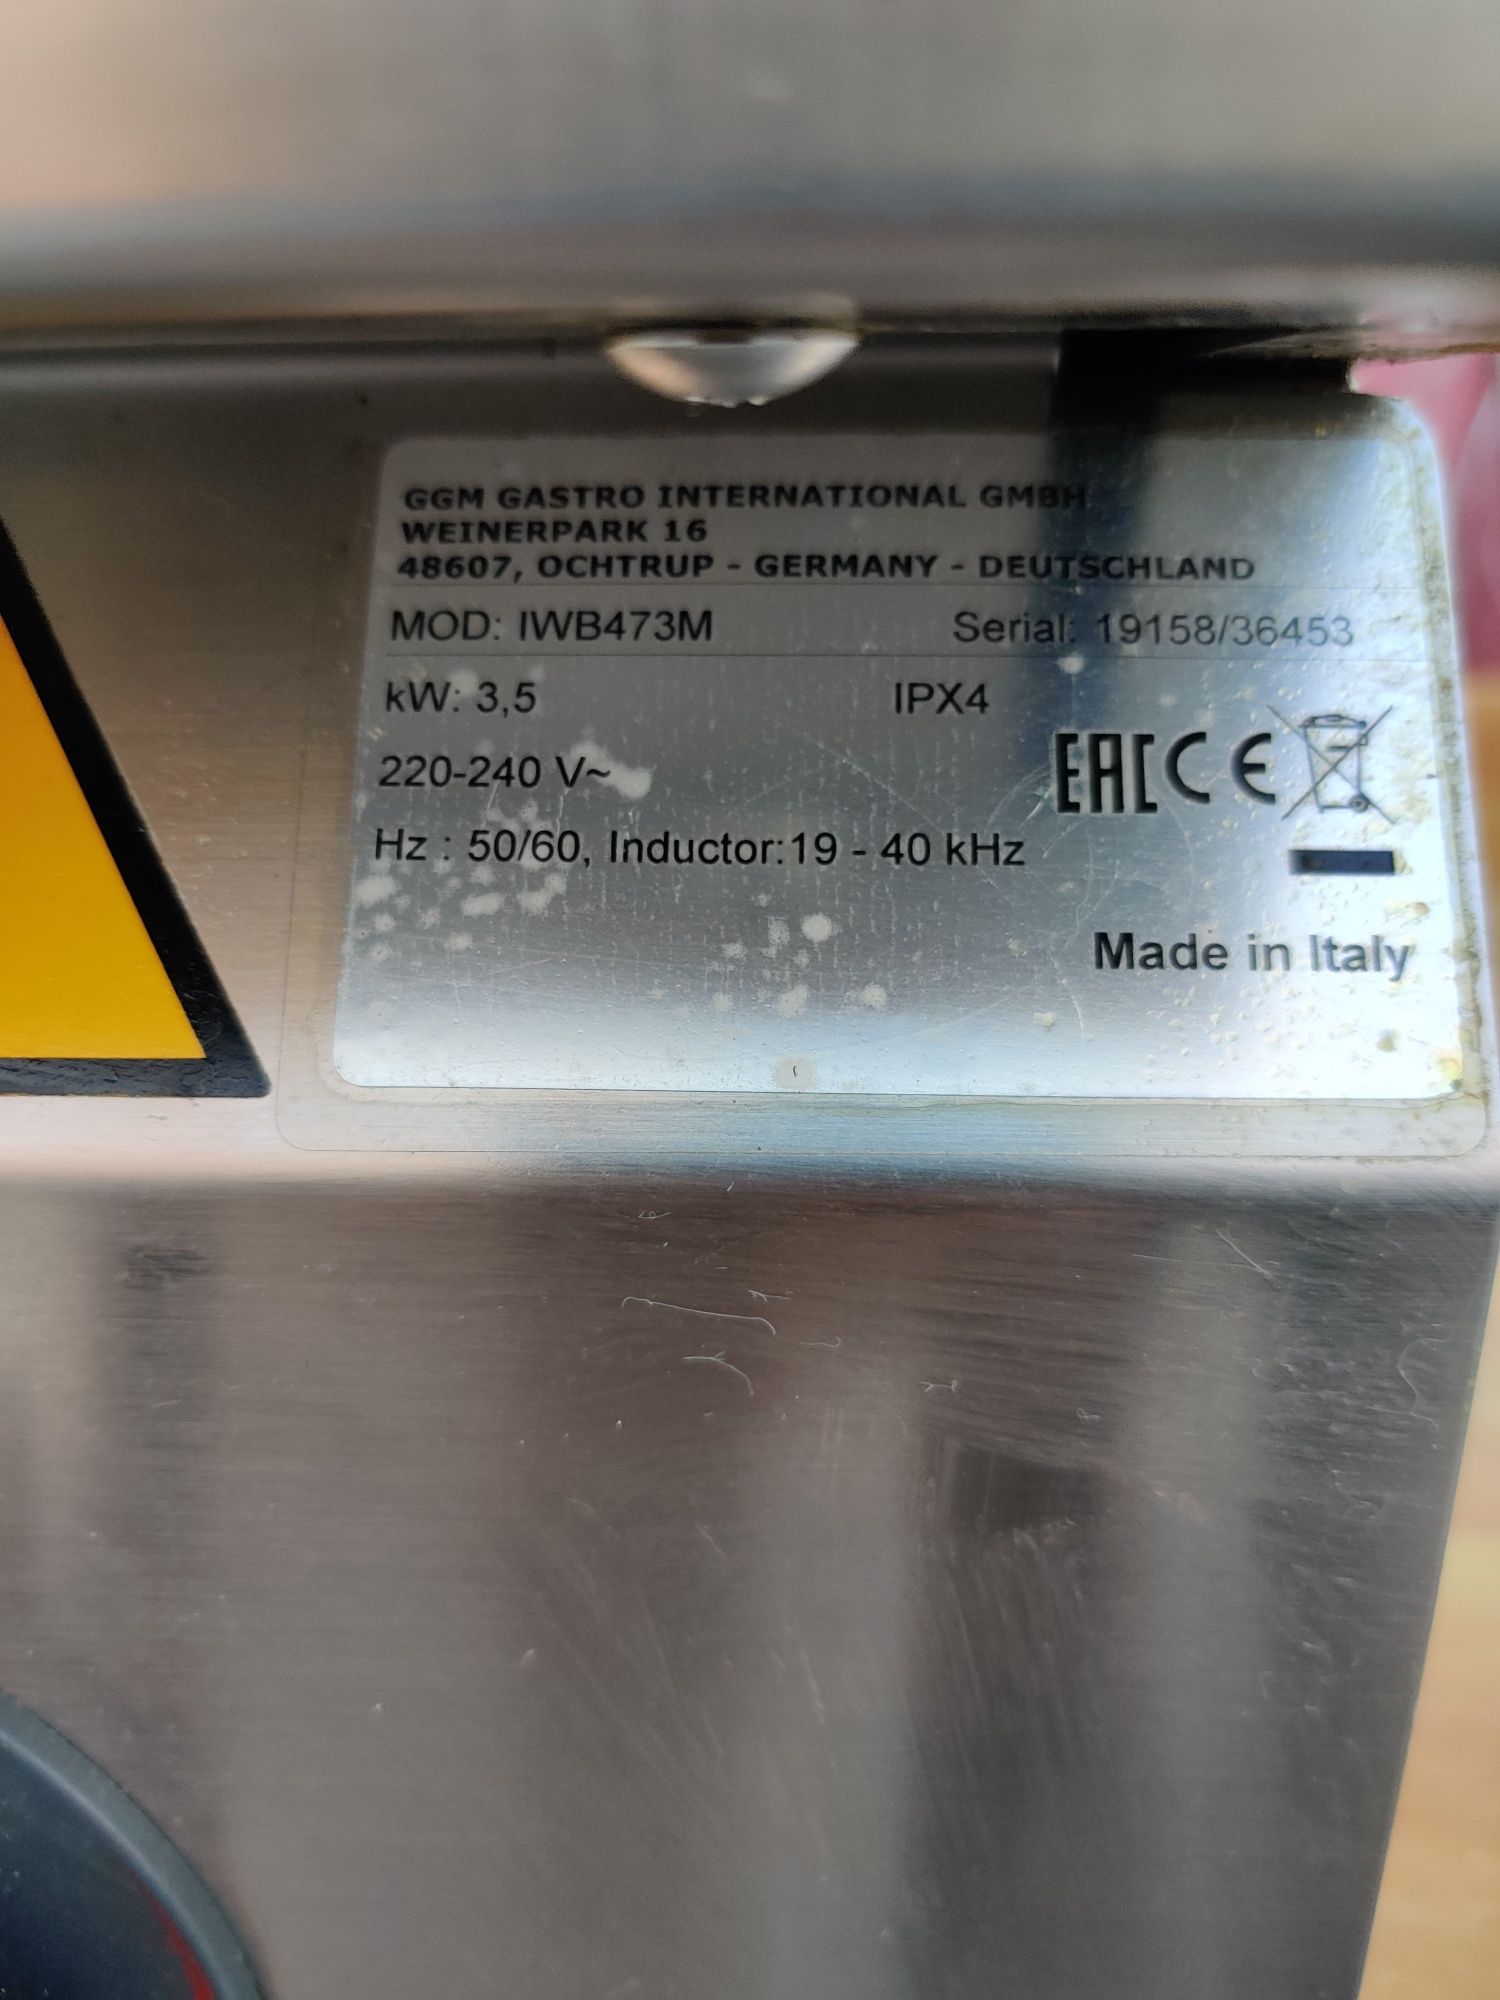 GGM GASTRO INTERNATIONAL GMBH
WEINERPARK 16
48607, OCHTRUP - GERMANY - DEUTSCHLAND
MOD: IWB473M Serial: 19158/36453
kW: 3,5 IPX4
220-240 V~ EAC CE
Hz : 50/60, Inductor:19 - 40 kHz
Made in Italy